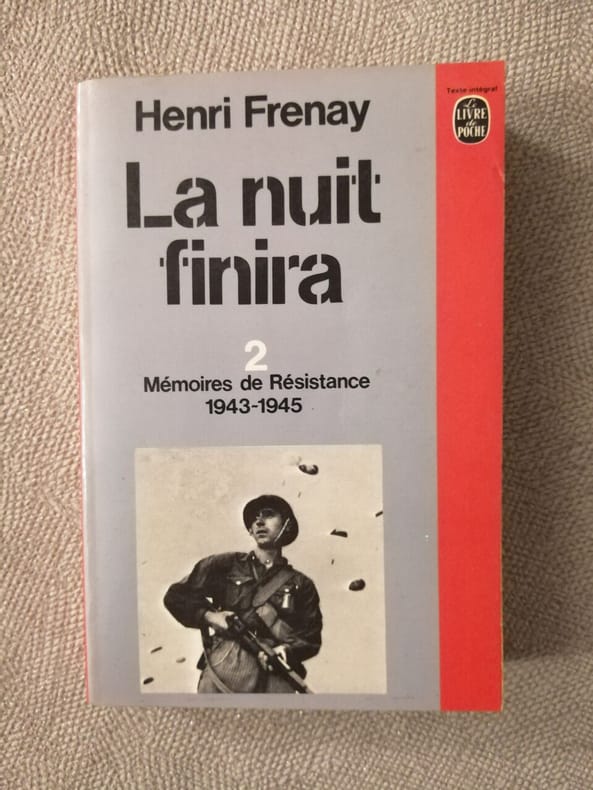 Texte intégral
Le
LIVRE
de
POCHE
Henri Frenay
La nuit
finira
2
Mémoires de Résistance
1943-1945